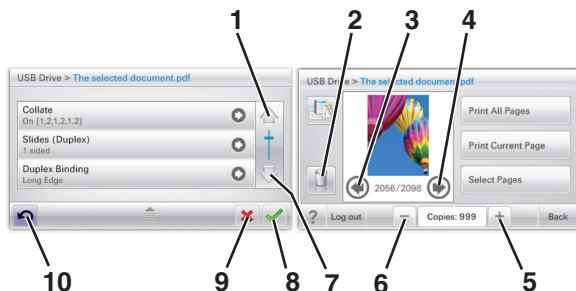 1
2
3
4
USB Drive > The selected document.pdf
Collate
On [1,2,1,2,1,2]
Slides (Duplex)
1 sided
Duplex Binding
Long Edge
USB Drive > The selected document.pdf
Print All Pages
Print Current Page
Select Pages
2056/2098
? Log out
Copies: 999
Back
10
9
8
7
6
5